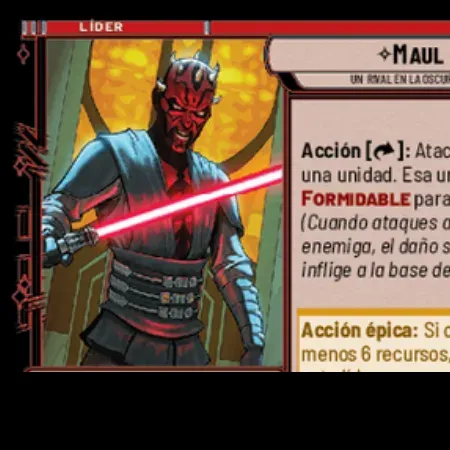 LÍDER
MAUL
UN RIVAL EN LA
Acción [ ]: Atac
una unidad. Esa un
FORMIDABLE para
(Cuando ataques a
enemiga, el daño s
inflige a la base de
Acción épica: Si c
menos 6 recursos,